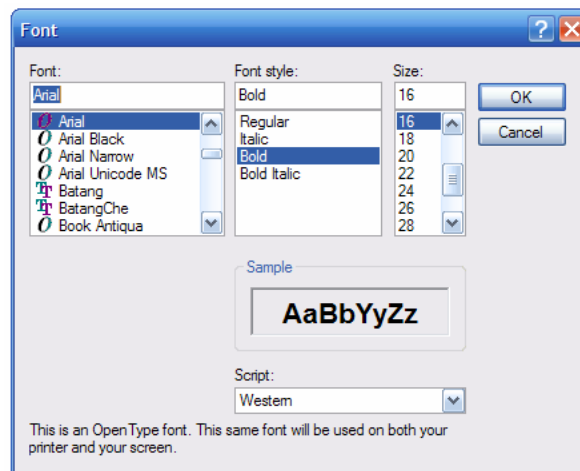 Font
Font:
Arial
Arial
Arial Black
Arial Narrow
Arial Unicode MS
Batang
BatangChe
Book Antiqua
Font style:
Bold
Regular
Italic
Bold
Bold Italic
Size:
16
16
18
20
22
24
26
28
OK
Cancel
Sample
AaBbYyZz
Script:
Western
This is an OpenType font. This same font will be used on both your
printer and your screen.